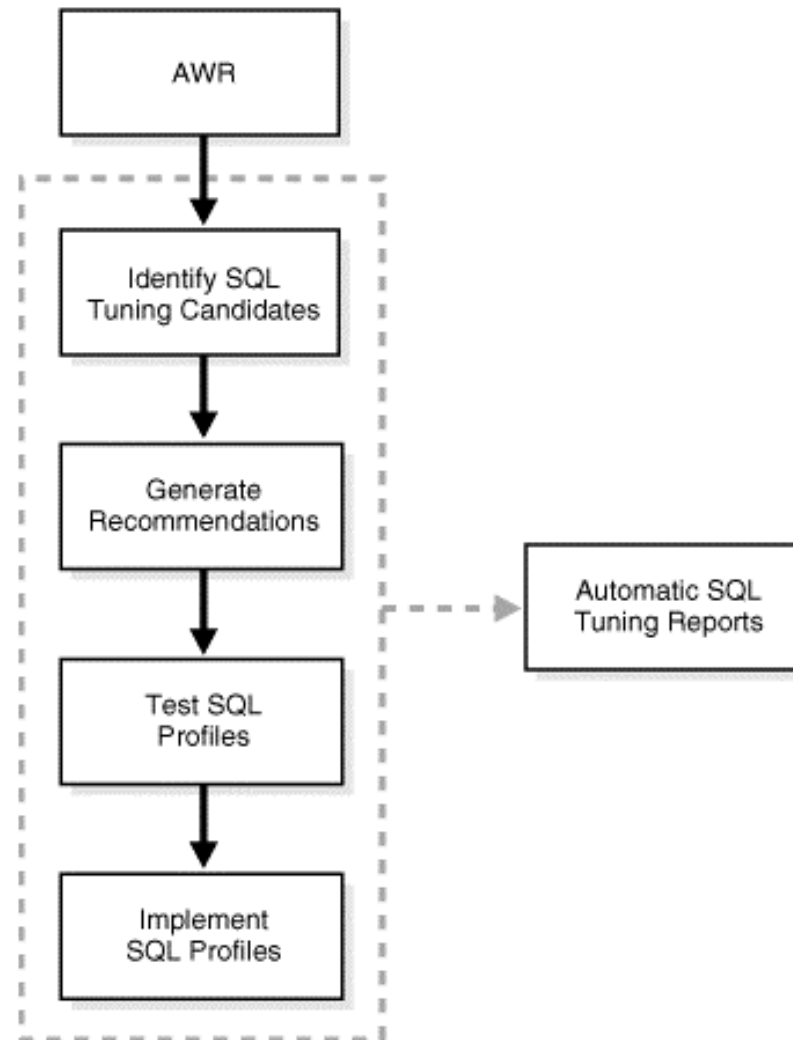 AWR
Identify SQL
Tuning Candidates
Generate
Recommendations
Automatic SQL
Tuning Reports
Test SQL
Profiles
Implement
SQL Profiles